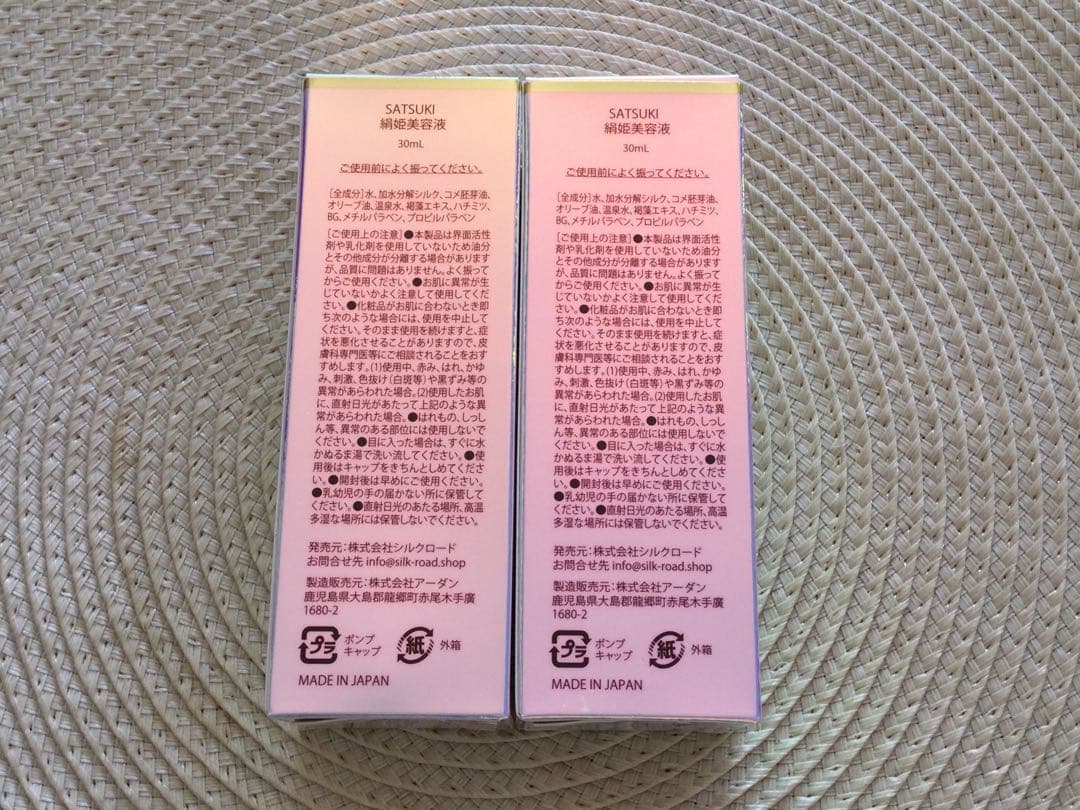 SATSUKI
絹姫美容液
30mL
ご使用前によく振ってください。
［全成分］水、加水分解シルク、コメ胚芽油、
オリーブ油、温泉水、褐藻エキス、ハチミツ、
BG、メチルパラベン、プロピルパラベン
［ご使用上の注意］●本製品は界面活性
剤や乳化剤を使用していないため油分
とその他成分が分離する場合があります
が、品質に問題はありません。よく振って
からご使用ください。●お肌に異常が生
じていないかよく注意して使用してくだ
さい。●化粧品がお肌に合わないとき即
ち次のような場合には、使用を中止して
ください。そのまま使用を続けますと、症
状を悪化させることがありますので、皮
膚科専門医等にご相談されることをおす
すめします。(1)使用中、赤み、はれ、かゆ
み、刺激、色抜け（白斑等）や黒ずみ等の
異常があらわれた場合。(2)使用したお肌
に、直射日光があたって上記のような異
常があらわれた場合。●はれもの、しっし
ん等、異常のある部位には使用しないで
ください。●目に入った場合は、すぐに水
かぬるま湯で洗い流してください。●使
用後はキャップをきちんとしめてくださ
い。●開封後は早めにご使用ください。
●乳幼児の手の届かない所に保管して
ください。●直射日光のあたる場所、高温
多湿な場所には保管しないでください。
発売元：株式会社シルクロード
お問合せ先 info@silk-road.shop
製造販売元：株式会社アーダン
鹿児島県大島郡龍郷町赤尾木手廣
1680-2
プラ ポンプ
キャップ
紙 外箱
MADE IN JAPAN
SATSUKI
絹姫美容液
30mL
ご使用前によく振ってください。
［全成分］水、加水分解シルク、コメ胚芽油、
オリーブ油、温泉水、褐藻エキス、ハチミツ、
BG、メチルパラベン、プロピルパラベン
［ご使用上の注意］●本製品は界面活性
剤や乳化剤を使用していないため油分
とその他成分が分離する場合があります
が、品質に問題はありません。よく振って
からご使用ください。●お肌に異常が生
じていないかよく注意して使用してくだ
さい。●化粧品がお肌に合わないとき即
ち次のような場合には、使用を中止して
ください。そのまま使用を続けますと、症
状を悪化させることがありますので、皮
膚科専門医等にご相談されることをおす
すめします。(1)使用中、赤み、はれ、かゆ
み、刺激、色抜け（白斑等）や黒ずみ等の
異常があらわれた場合。(2)使用したお肌
に、直射日光があたって上記のような異
常があらわれた場合。●はれもの、しっし
ん等、異常のある部位には使用しないで
ください。●目に入った場合は、すぐに水
かぬるま湯で洗い流してください。●使
用後はキャップをきちんとしめてくださ
い。●開封後は早めにご使用ください。
●乳幼児の手の届かない所に保管して
ください。●直射日光のあたる場所、高温
多湿な場所には保管しないでください。
発売元：株式会社シルクロード
お問合せ先 info@silk-road.shop
製造販売元：株式会社アーダン
鹿児島県大島郡龍郷町赤尾木手廣
1680-2
プラ ポンプ
キャップ
紙 外箱
MADE IN JAPAN